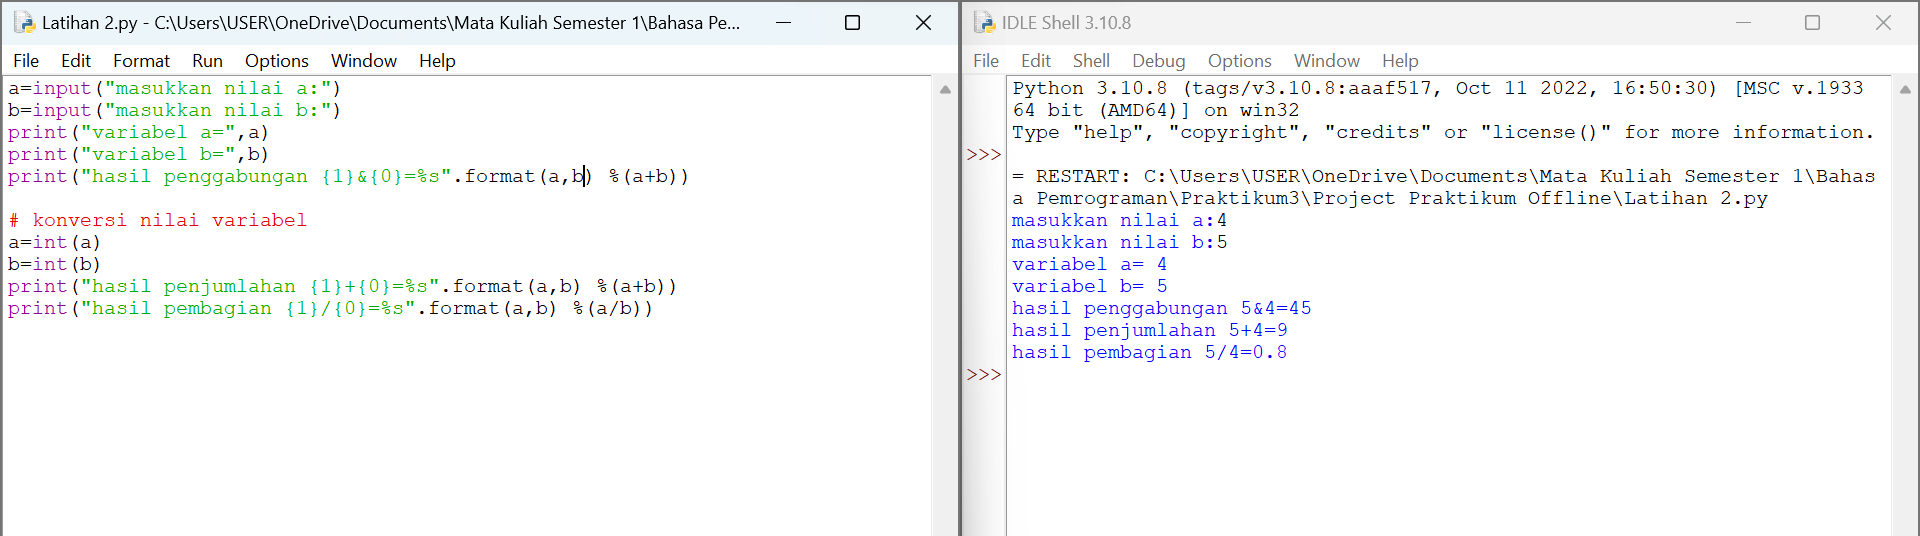 Latihan 2.py - C:\Users\USER\OneDrive\Documents\Mata Kuliah Semester 1\Bahasa Pe...
File Edit Format Run Options Window Help
a=input("masukkan nilai a:")
b=input("masukkan nilai b:")
print("variabel a=",a)
print("variabel b=",b)
print("hasil penggabungan {1}&{0}=%s".format(a,b) %(a+b))
# konversi nilai variabel
a=int(a)
b=int(b)
print("hasil penjumlahan {1}+{0}=%s".format(a,b) %(a+b))
print("hasil pembagian {1}/{0}=%s".format(a,b) %(a/b))
IDLE Shell 3.10.8
File Edit Shell Debug Options Window Help
Python 3.10.8 (tags/v3.10.8:aaaf517, Oct 11 2022, 16:50:30) [MSC v.1933
64 bit (AMD64)] on win32
Type "help", "copyright", "credits" or "license()" for more information.
>>>
= RESTART: C:\Users\USER\OneDrive\Documents\Mata Kuliah Semester 1\Bahas
a Pemrograman\Praktikum3\Project Praktikum Offline\Latihan 2.py
masukkan nilai a:4
masukkan nilai b:5
variabel a= 4
variabel b= 5
hasil penggabungan 5&4=45
hasil penjumlahan 5+4=9
hasil pembagian 5/4=0.8
>>>